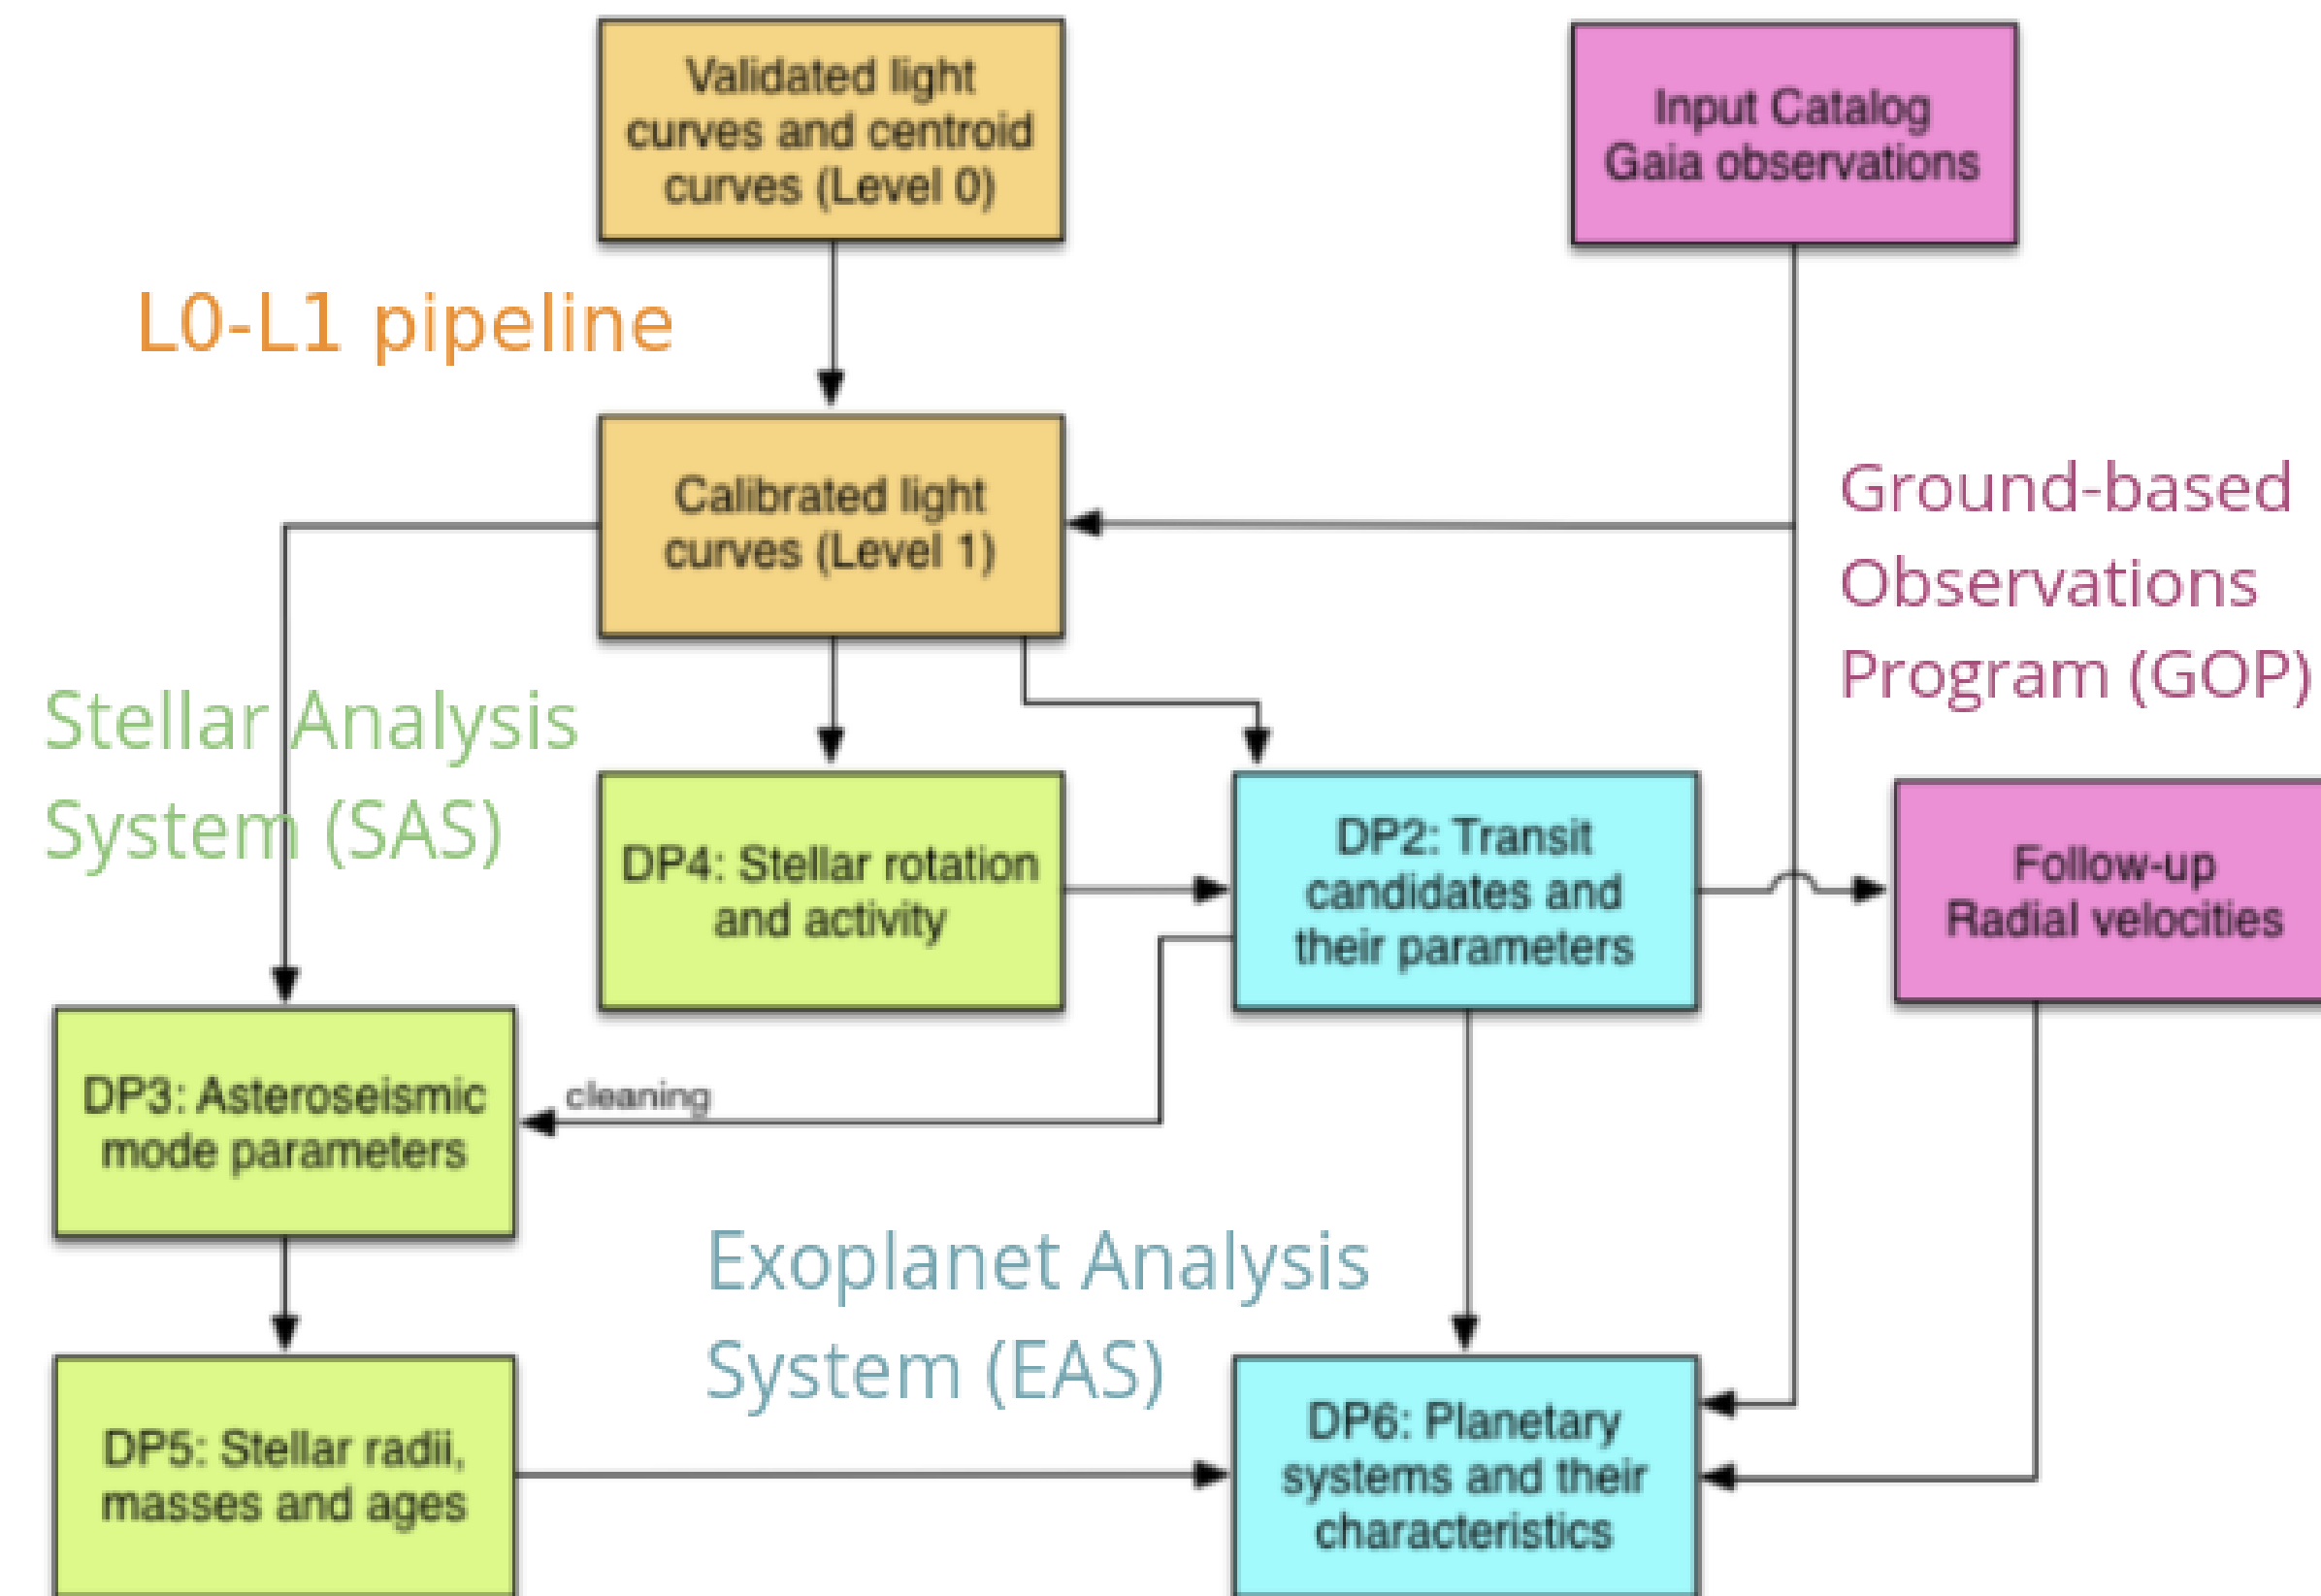 Validated light
curves and centroid
curves (Level 0)
Input Catalog
Gaia observations
L0-L1 pipeline
Calibrated light
curves (Level 1)
Ground-based
Observations
Program (GOP)
Stellar Analysis
System (SAS)
DP4: Stellar rotation
and activity
DP2: Transit
candidates and
their parameters
Follow-up
Radial velocities
DP3: Asteroseismic
mode parameters
cleaning
Exoplanet Analysis
System (EAS)
DP5: Stellar radii,
masses and ages
DP6: Planetary
systems and their
characteristics